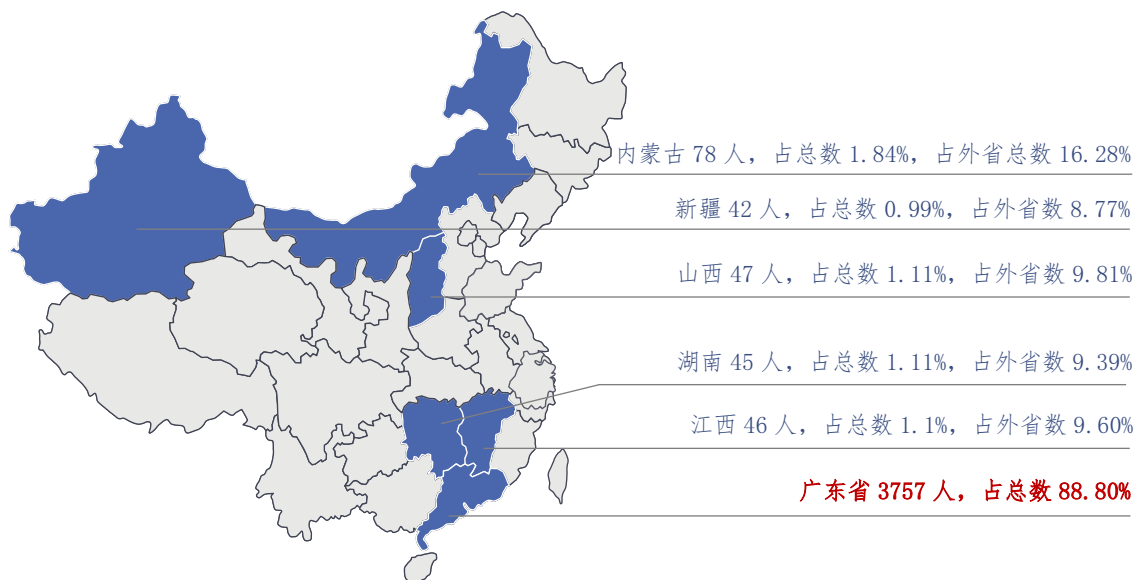 内蒙古 78 人，占总数 1.84%，占外省总数 16.28%
新疆 42 人，占总数 0.99%，占外省数 8.77%
山西 47 人，占总数 1.11%，占外省数 9.81%
湖南 45 人，占总数 1.11%，占外省数 9.39%
江西 46 人，占总数 1.1%，占外省数 9.60%
广东省 3757 人，占总数 88.80%